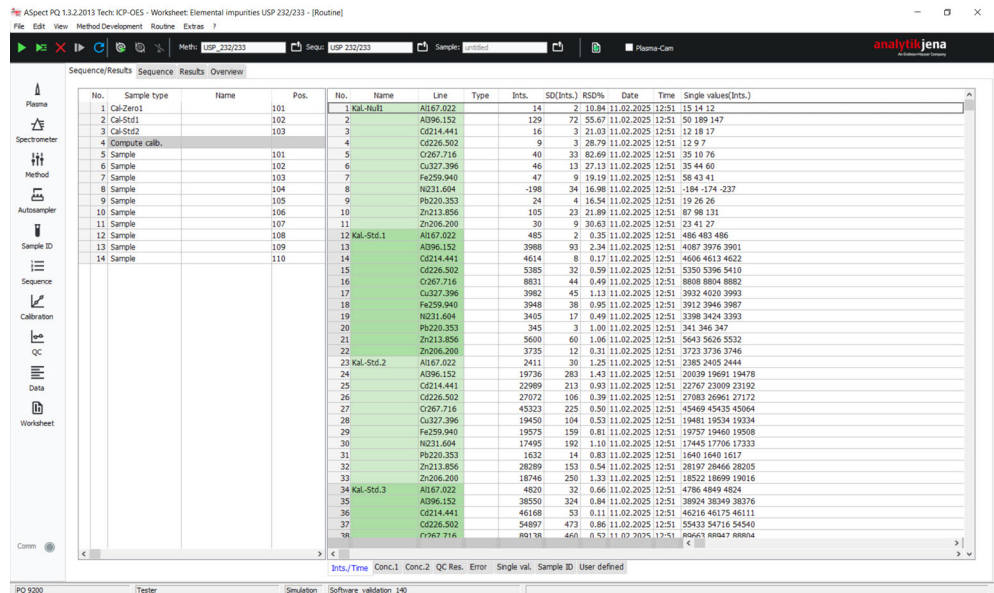 ASpect PQ 1.3.2.2013 Tech: ICP-OES - Worksheet: Elemental impurities USP 232/233 - [Routine]
File Edit View Method Development Routine Extras ?
Meth: USP_232/233 Sequ: USP 232/233 Sample: untitled Plasma-Cam
analytikjena
An Endress+Hauser Company
Sequence/Results Sequence Results Overview
Plasma
Spectrometer
Method
Autosampler
Sample ID
Sequence
Calibration
QC
Data
Worksheet
Comm
No. Sample type Name Pos.
1 Cal-Zero1 101
2 Cal-Std1 102
3 Cal-Std2 103
4 Compute calib.
5 Sample 101
6 Sample 102
7 Sample 103
8 Sample 104
9 Sample 105
10 Sample 106
11 Sample 107
12 Sample 108
13 Sample 109
14 Sample 110
No. Name Line Type Ints. SD(Ints.) RSD% Date Time Single values(Ints.)
1 Kal.-Null1 Al167.022 14 2 10.84 11.02.2025 12:51 15 14 12
2 Al396.152 129 72 55.67 11.02.2025 12:51 50 189 147
3 Cd214.441 16 3 21.03 11.02.2025 12:51 12 18 17
4 Cd226.502 9 3 28.79 11.02.2025 12:51 12 9 7
5 Cr267.716 40 33 82.69 11.02.2025 12:51 35 10 76
6 Cu327.396 46 13 27.13 11.02.2025 12:51 35 44 60
7 Fe259.940 47 9 19.19 11.02.2025 12:51 58 43 41
8 Ni231.604 -198 34 16.98 11.02.2025 12:51 -184 -174 -237
9 Pb220.353 24 4 16.54 11.02.2025 12:51 19 26 26
10 Zn213.856 105 23 21.89 11.02.2025 12:51 87 98 131
11 Zn206.200 30 9 30.63 11.02.2025 12:51 23 41 27
12 Kal.-Std.1 Al167.022 485 2 0.35 11.02.2025 12:51 486 483 486
13 Al396.152 3988 93 2.34 11.02.2025 12:51 4087 3976 3901
14 Cd214.441 4614 8 0.17 11.02.2025 12:51 4606 4613 4622
15 Cd226.502 5385 32 0.59 11.02.2025 12:51 5350 5396 5410
16 Cr267.716 8831 44 0.49 11.02.2025 12:51 8808 8804 8882
17 Cu327.396 3982 45 1.13 11.02.2025 12:51 3932 4020 3993
18 Fe259.940 3948 38 0.95 11.02.2025 12:51 3912 3946 3987
19 Ni231.604 3405 17 0.49 11.02.2025 12:51 3398 3424 3393
20 Pb220.353 345 3 1.00 11.02.2025 12:51 341 346 347
21 Zn213.856 5600 60 1.06 11.02.2025 12:51 5643 5626 5532
22 Zn206.200 3735 12 0.31 11.02.2025 12:51 3723 3736 3746
23 Kal.-Std.2 Al167.022 2411 30 1.25 11.02.2025 12:51 2385 2405 2444
24 Al396.152 19736 283 1.43 11.02.2025 12:51 20039 19691 19478
25 Cd214.441 22989 213 0.93 11.02.2025 12:51 22767 23009 23192
26 Cd226.502 27072 106 0.39 11.02.2025 12:51 27083 26961 27172
27 Cr267.716 45323 225 0.50 11.02.2025 12:51 45469 45435 45064
28 Cu327.396 19450 104 0.53 11.02.2025 12:51 19481 19534 19334
29 Fe259.940 19575 159 0.81 11.02.2025 12:51 19757 19460 19508
30 Ni231.604 17495 192 1.10 11.02.2025 12:51 17445 17706 17333
31 Pb220.353 1632 14 0.83 11.02.2025 12:51 1640 1640 1617
32 Zn213.856 28289 153 0.54 11.02.2025 12:51 28197 28466 28205
33 Zn206.200 18746 250 1.33 11.02.2025 12:51 18522 18699 19016
34 Kal.-Std.3 Al167.022 4820 32 0.66 11.02.2025 12:51 4786 4849 4824
35 Al396.152 38550 324 0.84 11.02.2025 12:51 38924 38349 38376
36 Cd214.441 46168 53 0.11 11.02.2025 12:51 46216 46175 46111
37 Cd226.502 54897 473 0.86 11.02.2025 12:51 55433 54716 54540
38 Cr267.716 89138 460 0.52 11.02.2025 12:51 89663 88947 88804
Ints./Time Conc.1 Conc.2 QC Res. Error Single val. Sample ID User defined
PQ 9200 Tester Simulation Software_validation_140